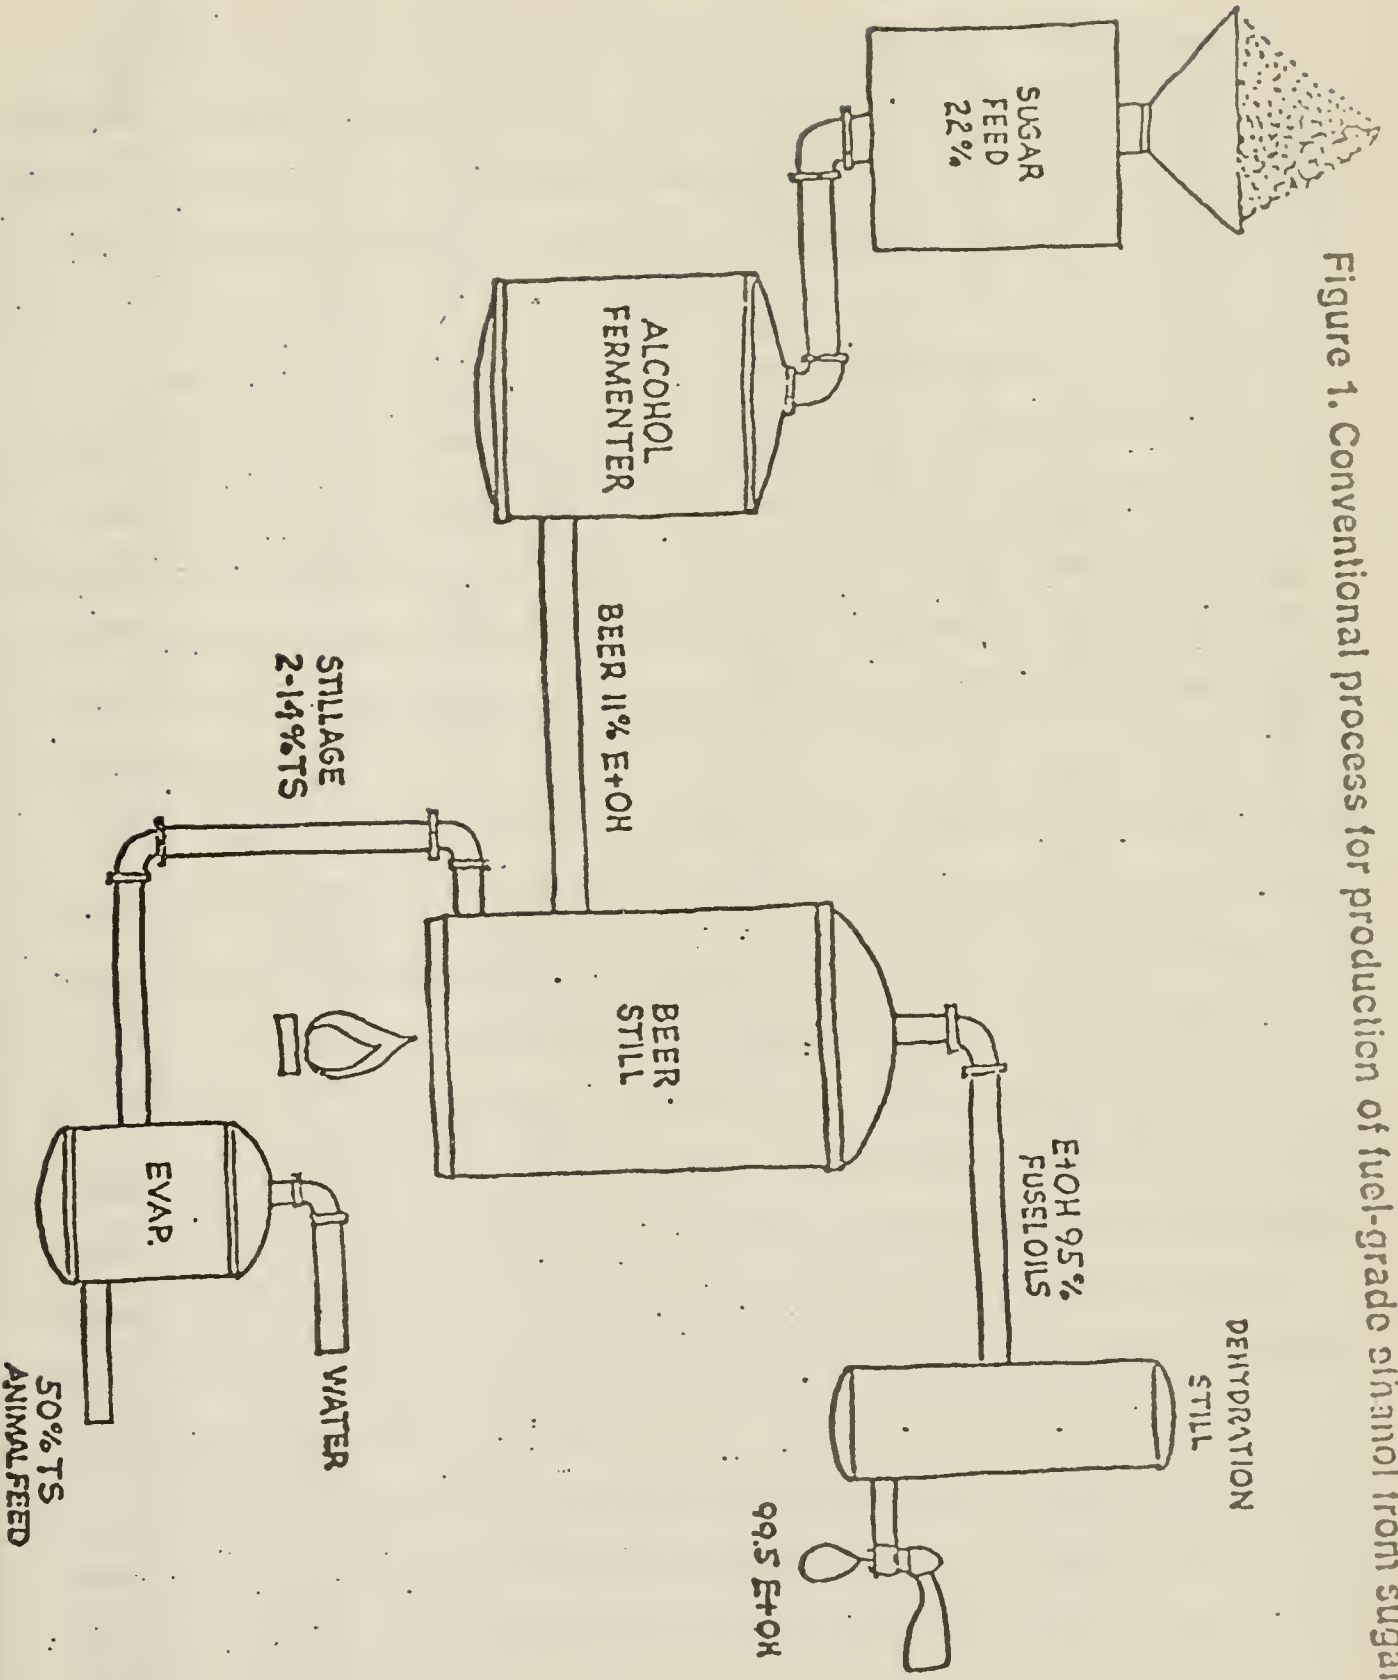 Figure 1. Conventional process for production of fuel-grade ethanol from sugar
SUGAR
FEED
22%
ALCOHOL
FERMENTER
BEER 11% E+OH
STILLAGE
2-14% TS
BEER
STILL
E+OH 95%
FUSELOILS
DEHYDRATION
STILL
99.5 E+OH
EVAP.
WATER
50% TS
ANIMAL FEED